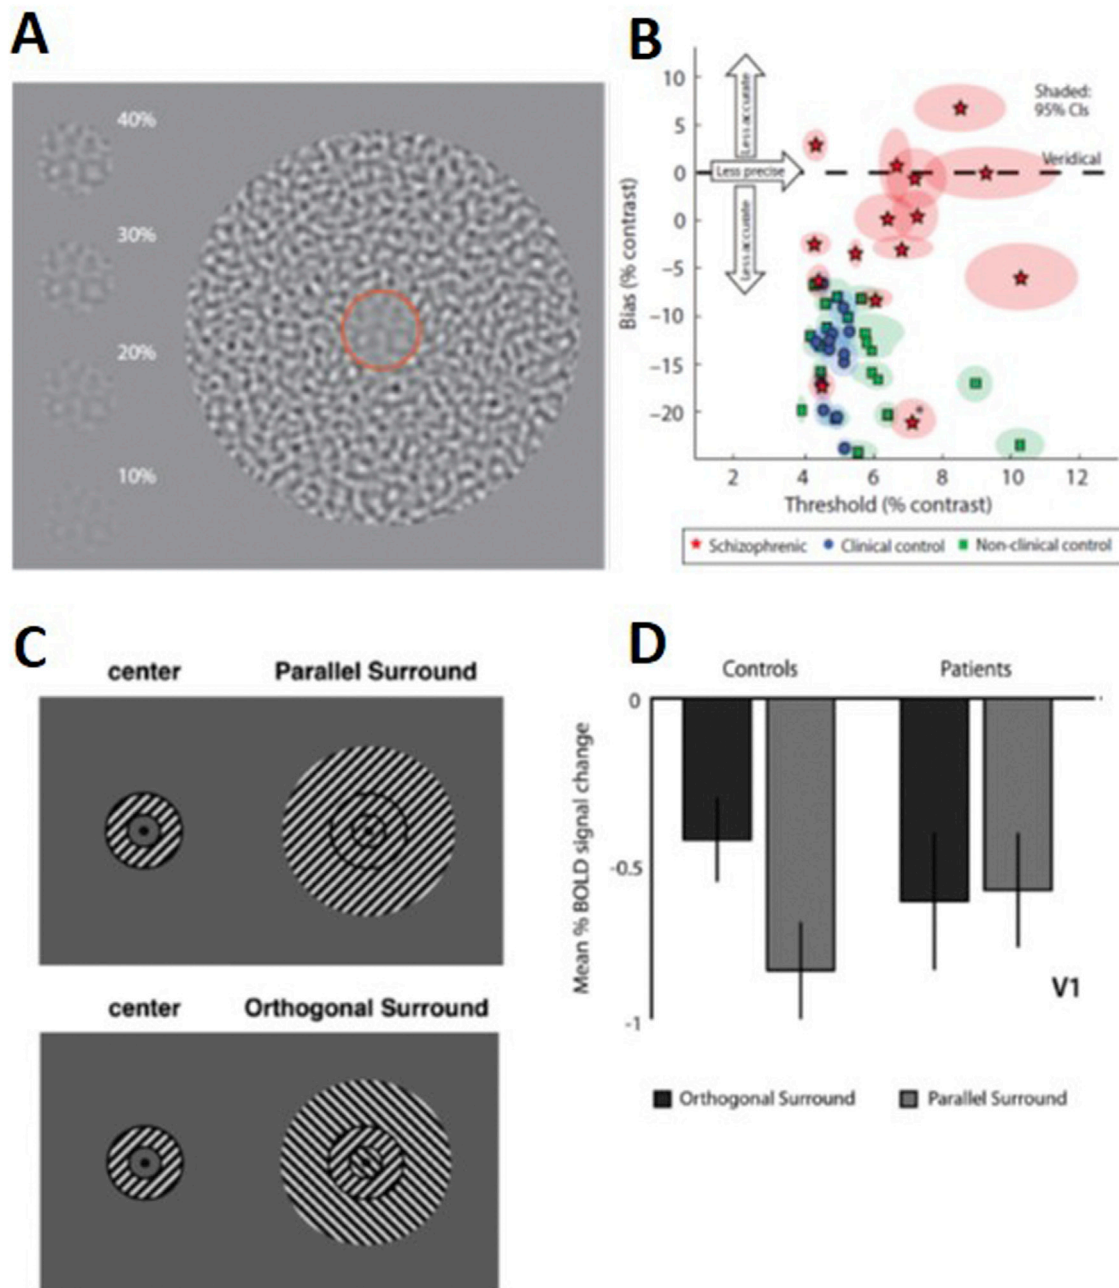 A
40%
30%
20%
10%
B
10
5
0
−5
−10
−15
−20
Bias (% contrast)
Less accurate
Less precise
Less accurate
Shaded:
95% CIs
Veridical
2 4 6 8 10 12
Threshold (% contrast)
Schizophrenic Clinical control Non-clinical control
C
center Parallel Surround
center Orthogonal Surround
D
Controls Patients
0
-0.5
-1
Mean % BOLD signal change
V1
Orthogonal Surround Parallel Surround